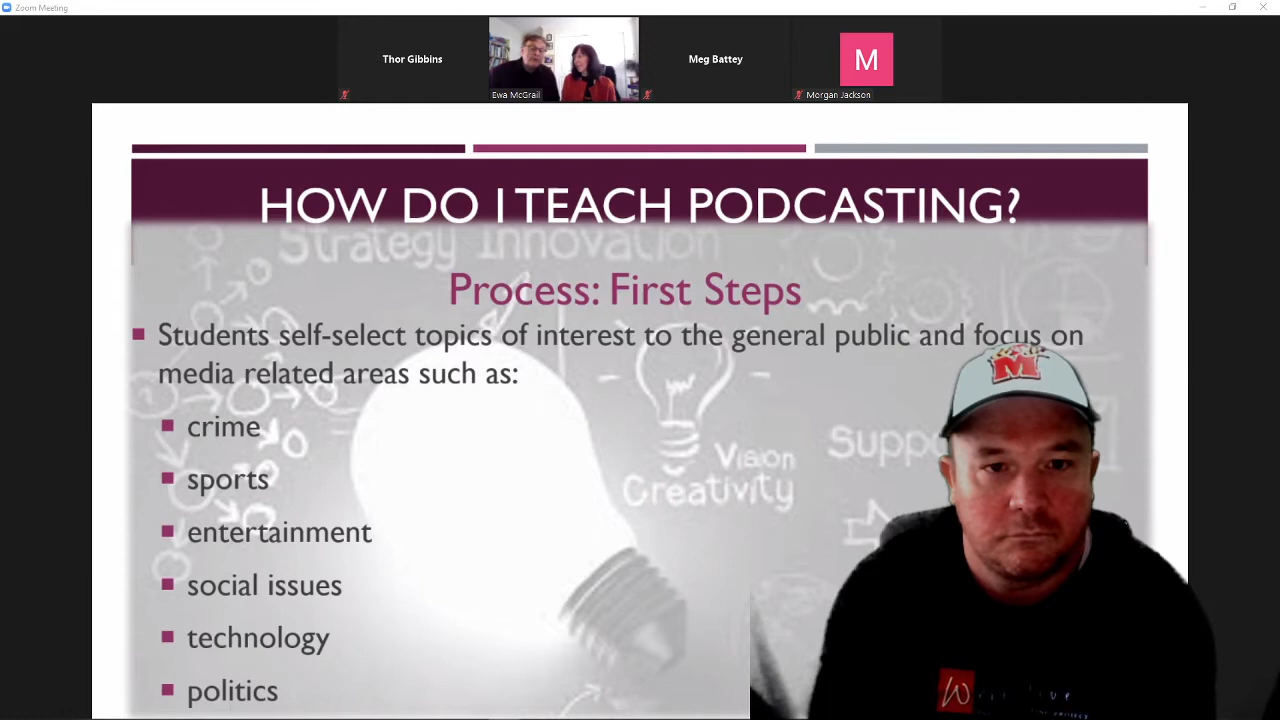 Zoom Meeting
Thor Gibbins
Ewa McGrail
Meg Battey
M
Morgan Jackson
HOW DO I TEACH PODCASTING?
Strategy Innovation
Process: First Steps
Students self-select topics of interest to the general public and focus on
media related areas such as:
crime
sports
entertainment
social issues
technology
politics
Vision
Creativity
M
W